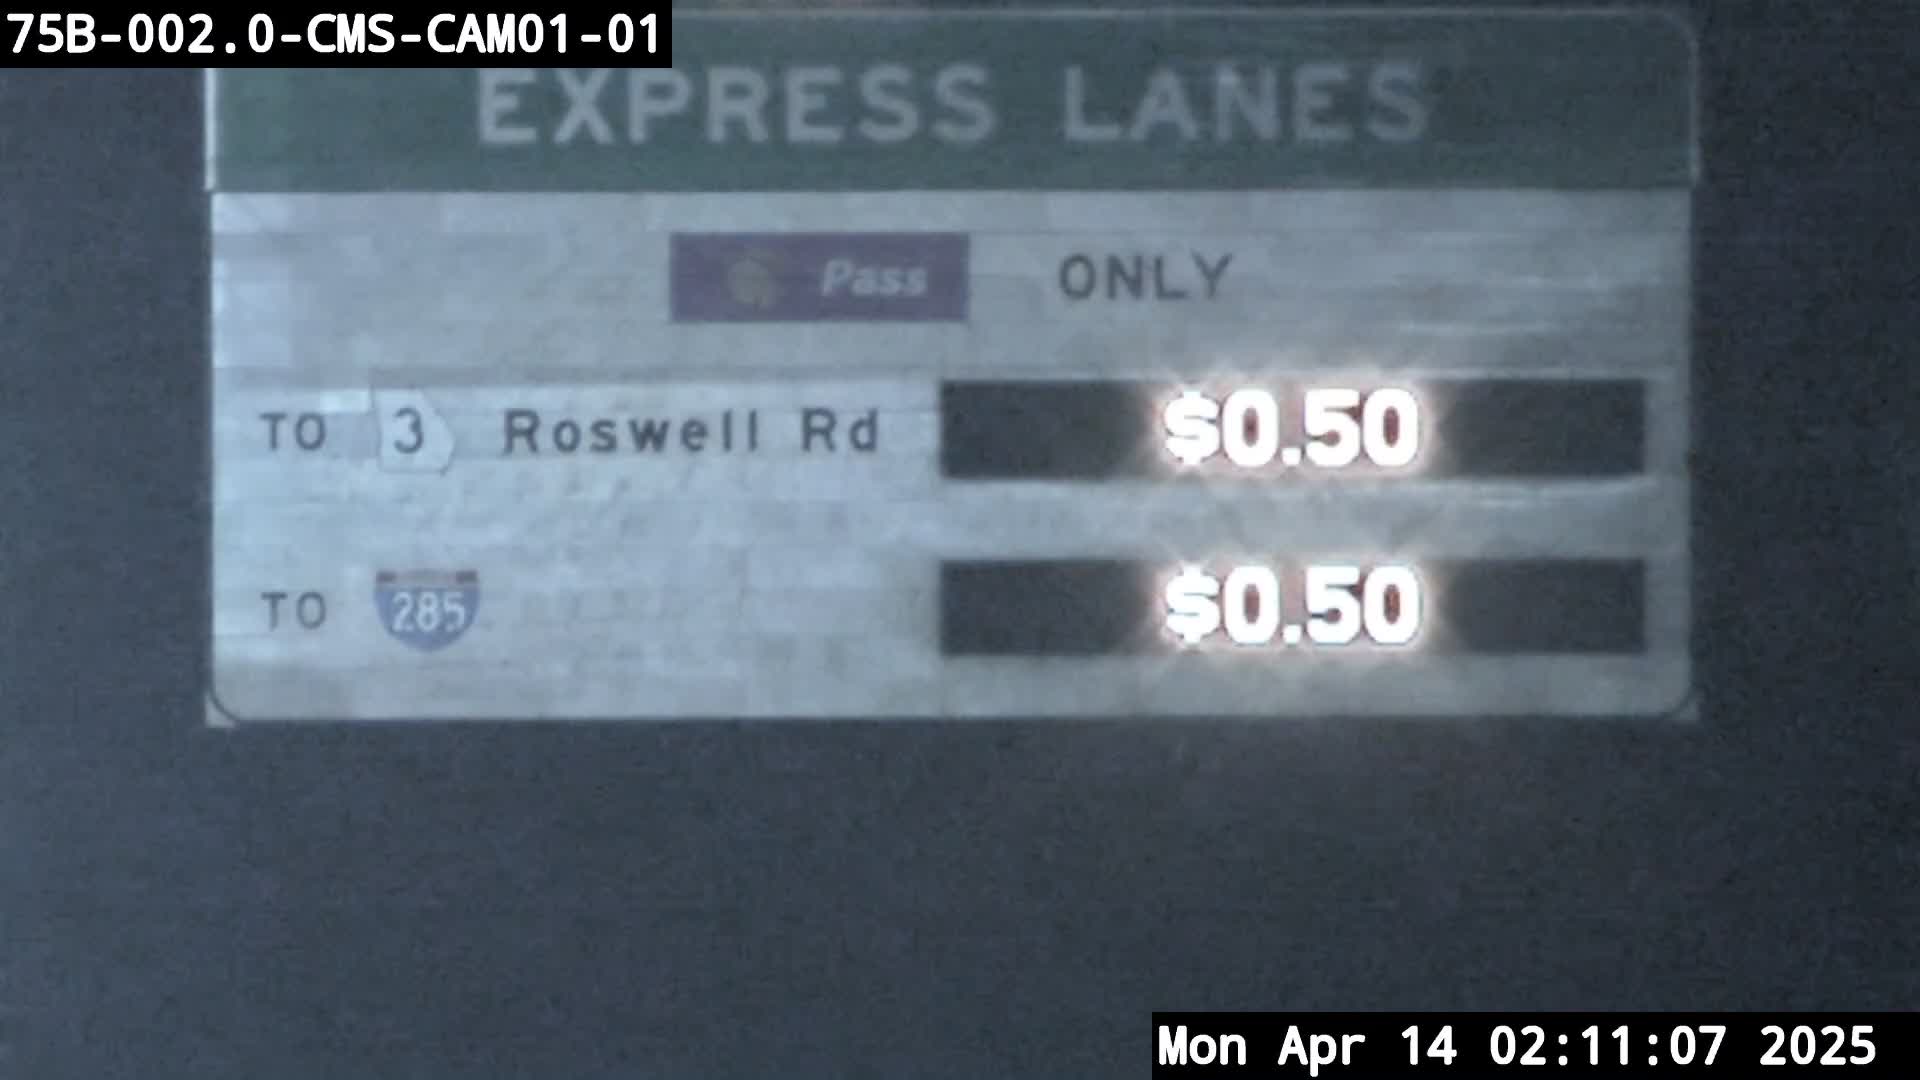 75B-002.0-CMS-CAM01-01
EXPRESS LANES
Pass ONLY
TO 3 Roswell Rd $0.50
TO 285 $0.50
Mon Apr 14 02:11:07 2025